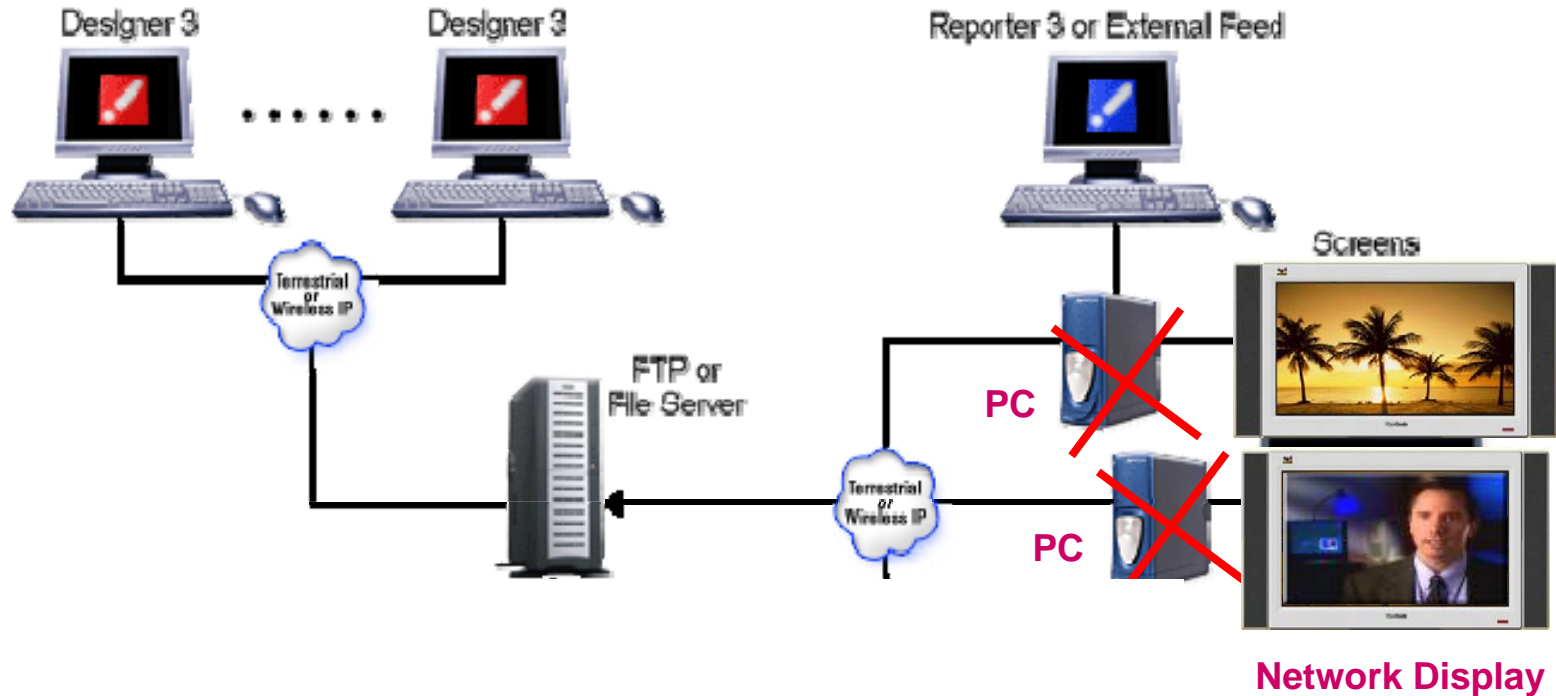 Designer 3
Designer 3
Reporter 3 or External Feed
Screens
Terrestrial
or
Wireless IP
FTP or
File Server
PC
Terrestrial
or
Wireless IP
PC
Network Display